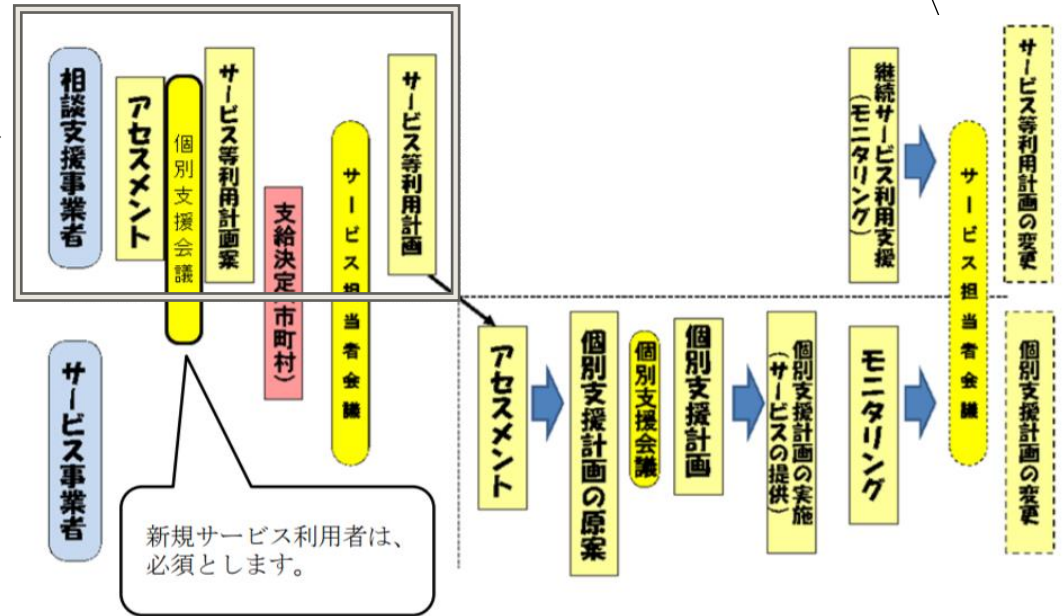 相談支援事業者
アセスメント
個別支援会議
サービス等利用計画案
支給決定(市町村)
サービス担当者会議
サービス等利用計画
継続サービス利用支援
(モニタリング)
サービス担当者会議
サービス等利用計画の変更
サービス事業者
アセスメント
個別支援計画の原案
個別支援会議
個別支援計画
個別支援計画の実施
(サービスの提供)
モニタリング
個別支援計画の変更
新規サービス利用者は、
必須とします。